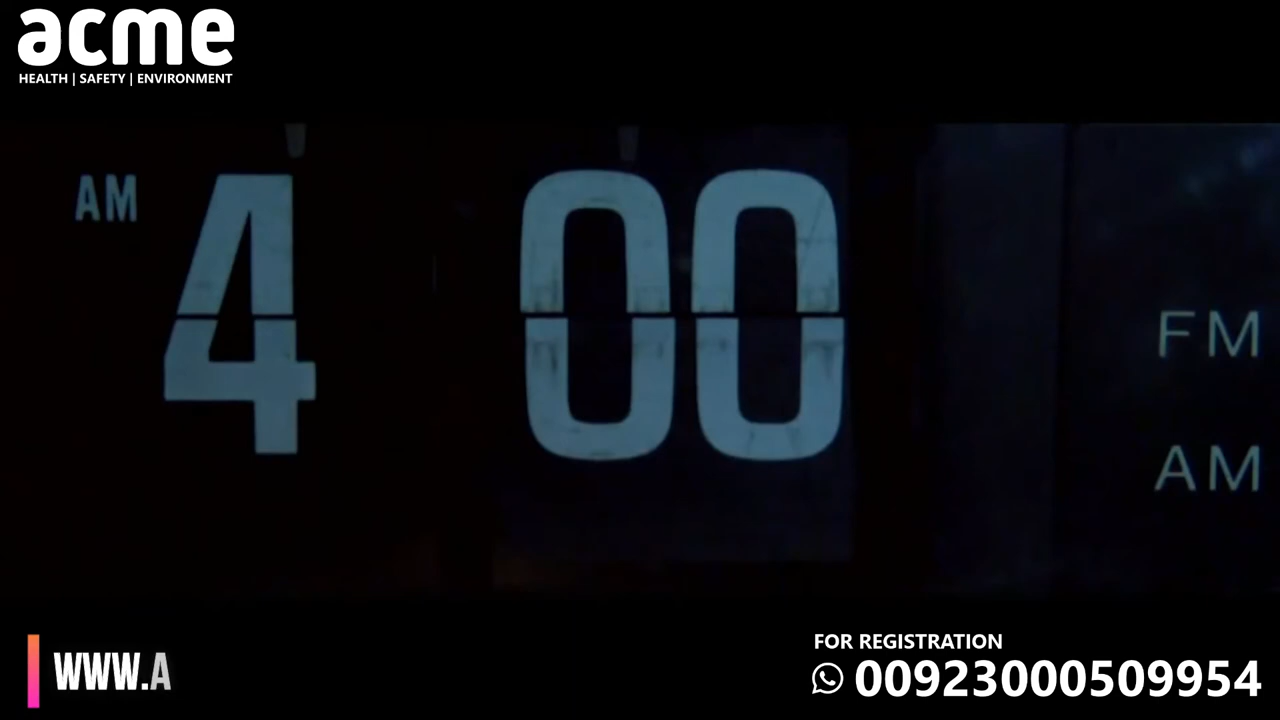 acme
HEALTH | SAFETY | ENVIRONMENT
AM 4 00
FM
AM
WWW.A
FOR REGISTRATION
00923000509954